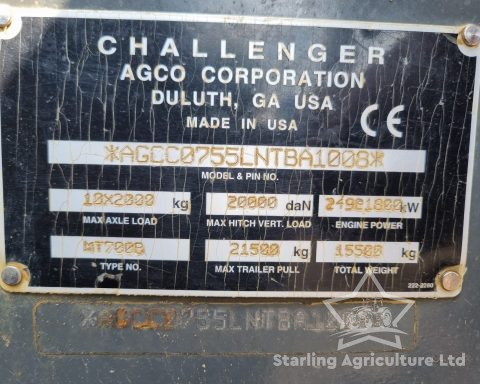 CHALLENGER
AGCO CORPORATION
DULUTH, GA USA
MADE IN USA
CE
*AGCC0755LNTBA1008*
MODEL & PIN NO.
kg 20000 daN kW
MAX AXLE LOAD MAX HITCH VERT. LOAD ENGINE POWER
21500 kg 15500 kg
TYPE NO. MAX TRAILER PULL TOTAL WEIGHT
222-2260
Starling Agriculture Ltd